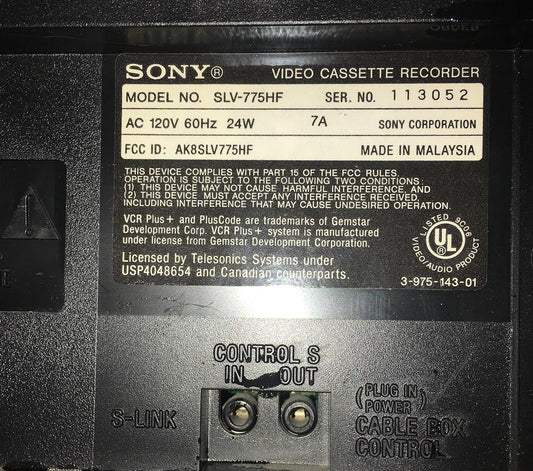 SONY® VIDEO CASSETTE RECORDER
MODEL NO. SLV-775HF SER. NO. 113052
AC 120V 60Hz 24W 7A SONY CORPORATION
FCC ID: AK8SLV775HF MADE IN MALAYSIA
THIS DEVICE COMPLIES WITH PART 15 OF THE FCC RULES.
OPERATION IS SUBJECT TO THE FOLLOWING TWO CONDITIONS:
(1) THIS DEVICE MAY NOT CAUSE HARMFUL INTERFERENCE, AND
(2) THIS DEVICE MUST ACCEPT ANY INTERFERENCE RECEIVED,
INCLUDING INTERFERENCE THAT MAY CAUSE UNDESIRED OPERATION.
VCR Plus+ and PlusCode are trademarks of Gemstar
Development Corp. VCR Plus+ system is manufactured
under license from Gemstar Development Corporation.
Licensed by Telesonics Systems under
USP4048654 and Canadian counterparts.
LISTED 9C06
UL®
VIDEO/AUDIO PRODUCT
3-975-143-01
CONTROL S
IN OUT
S-LINK
(PLUG IN POWER)
CABLE BOX
CONTROL